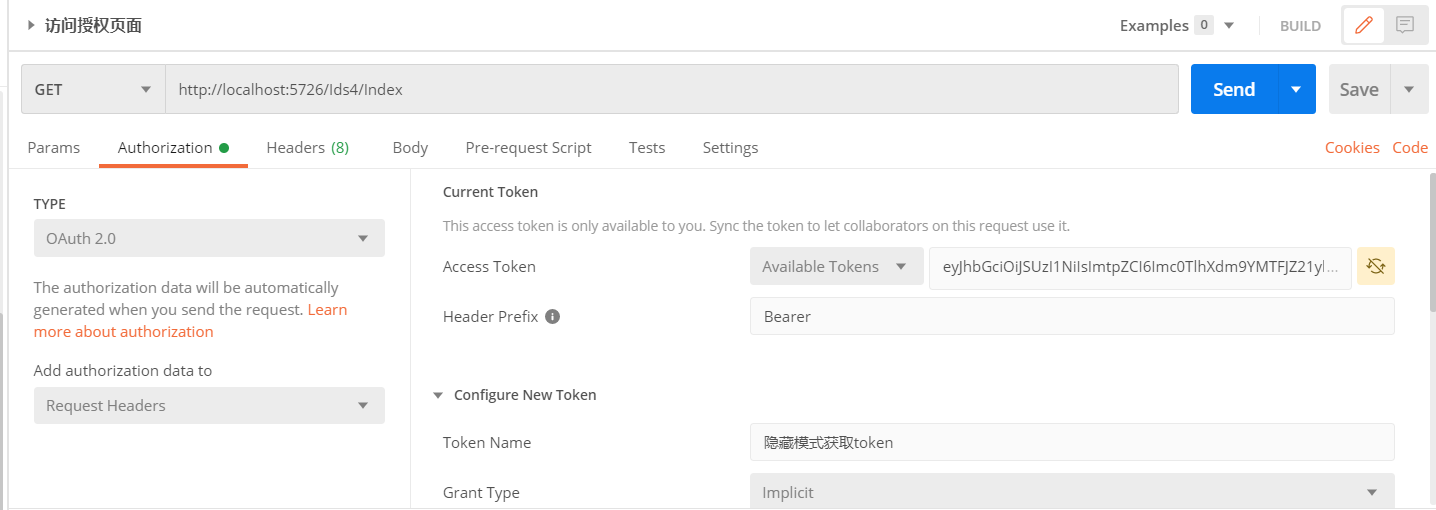 访问授权页面
Examples 0 BUILD
GET http://localhost:5726/Ids4/Index Send Save
Params Authorization Headers (8) Body Pre-request Script Tests Settings Cookies Code
TYPE
OAuth 2.0
The authorization data will be automatically
generated when you send the request. Learn
more about authorization
Add authorization data to
Request Headers
Current Token
This access token is only available to you. Sync the token to let collaborators on this request use it.
Access Token Available Tokens eyJhbGciOiJSUzI1NiIsImtpZCI6Imc0TlhXdm9YMTFJZ21yl...
Header Prefix Bearer
Configure New Token
Token Name 隐藏模式获取token
Grant Type Implicit